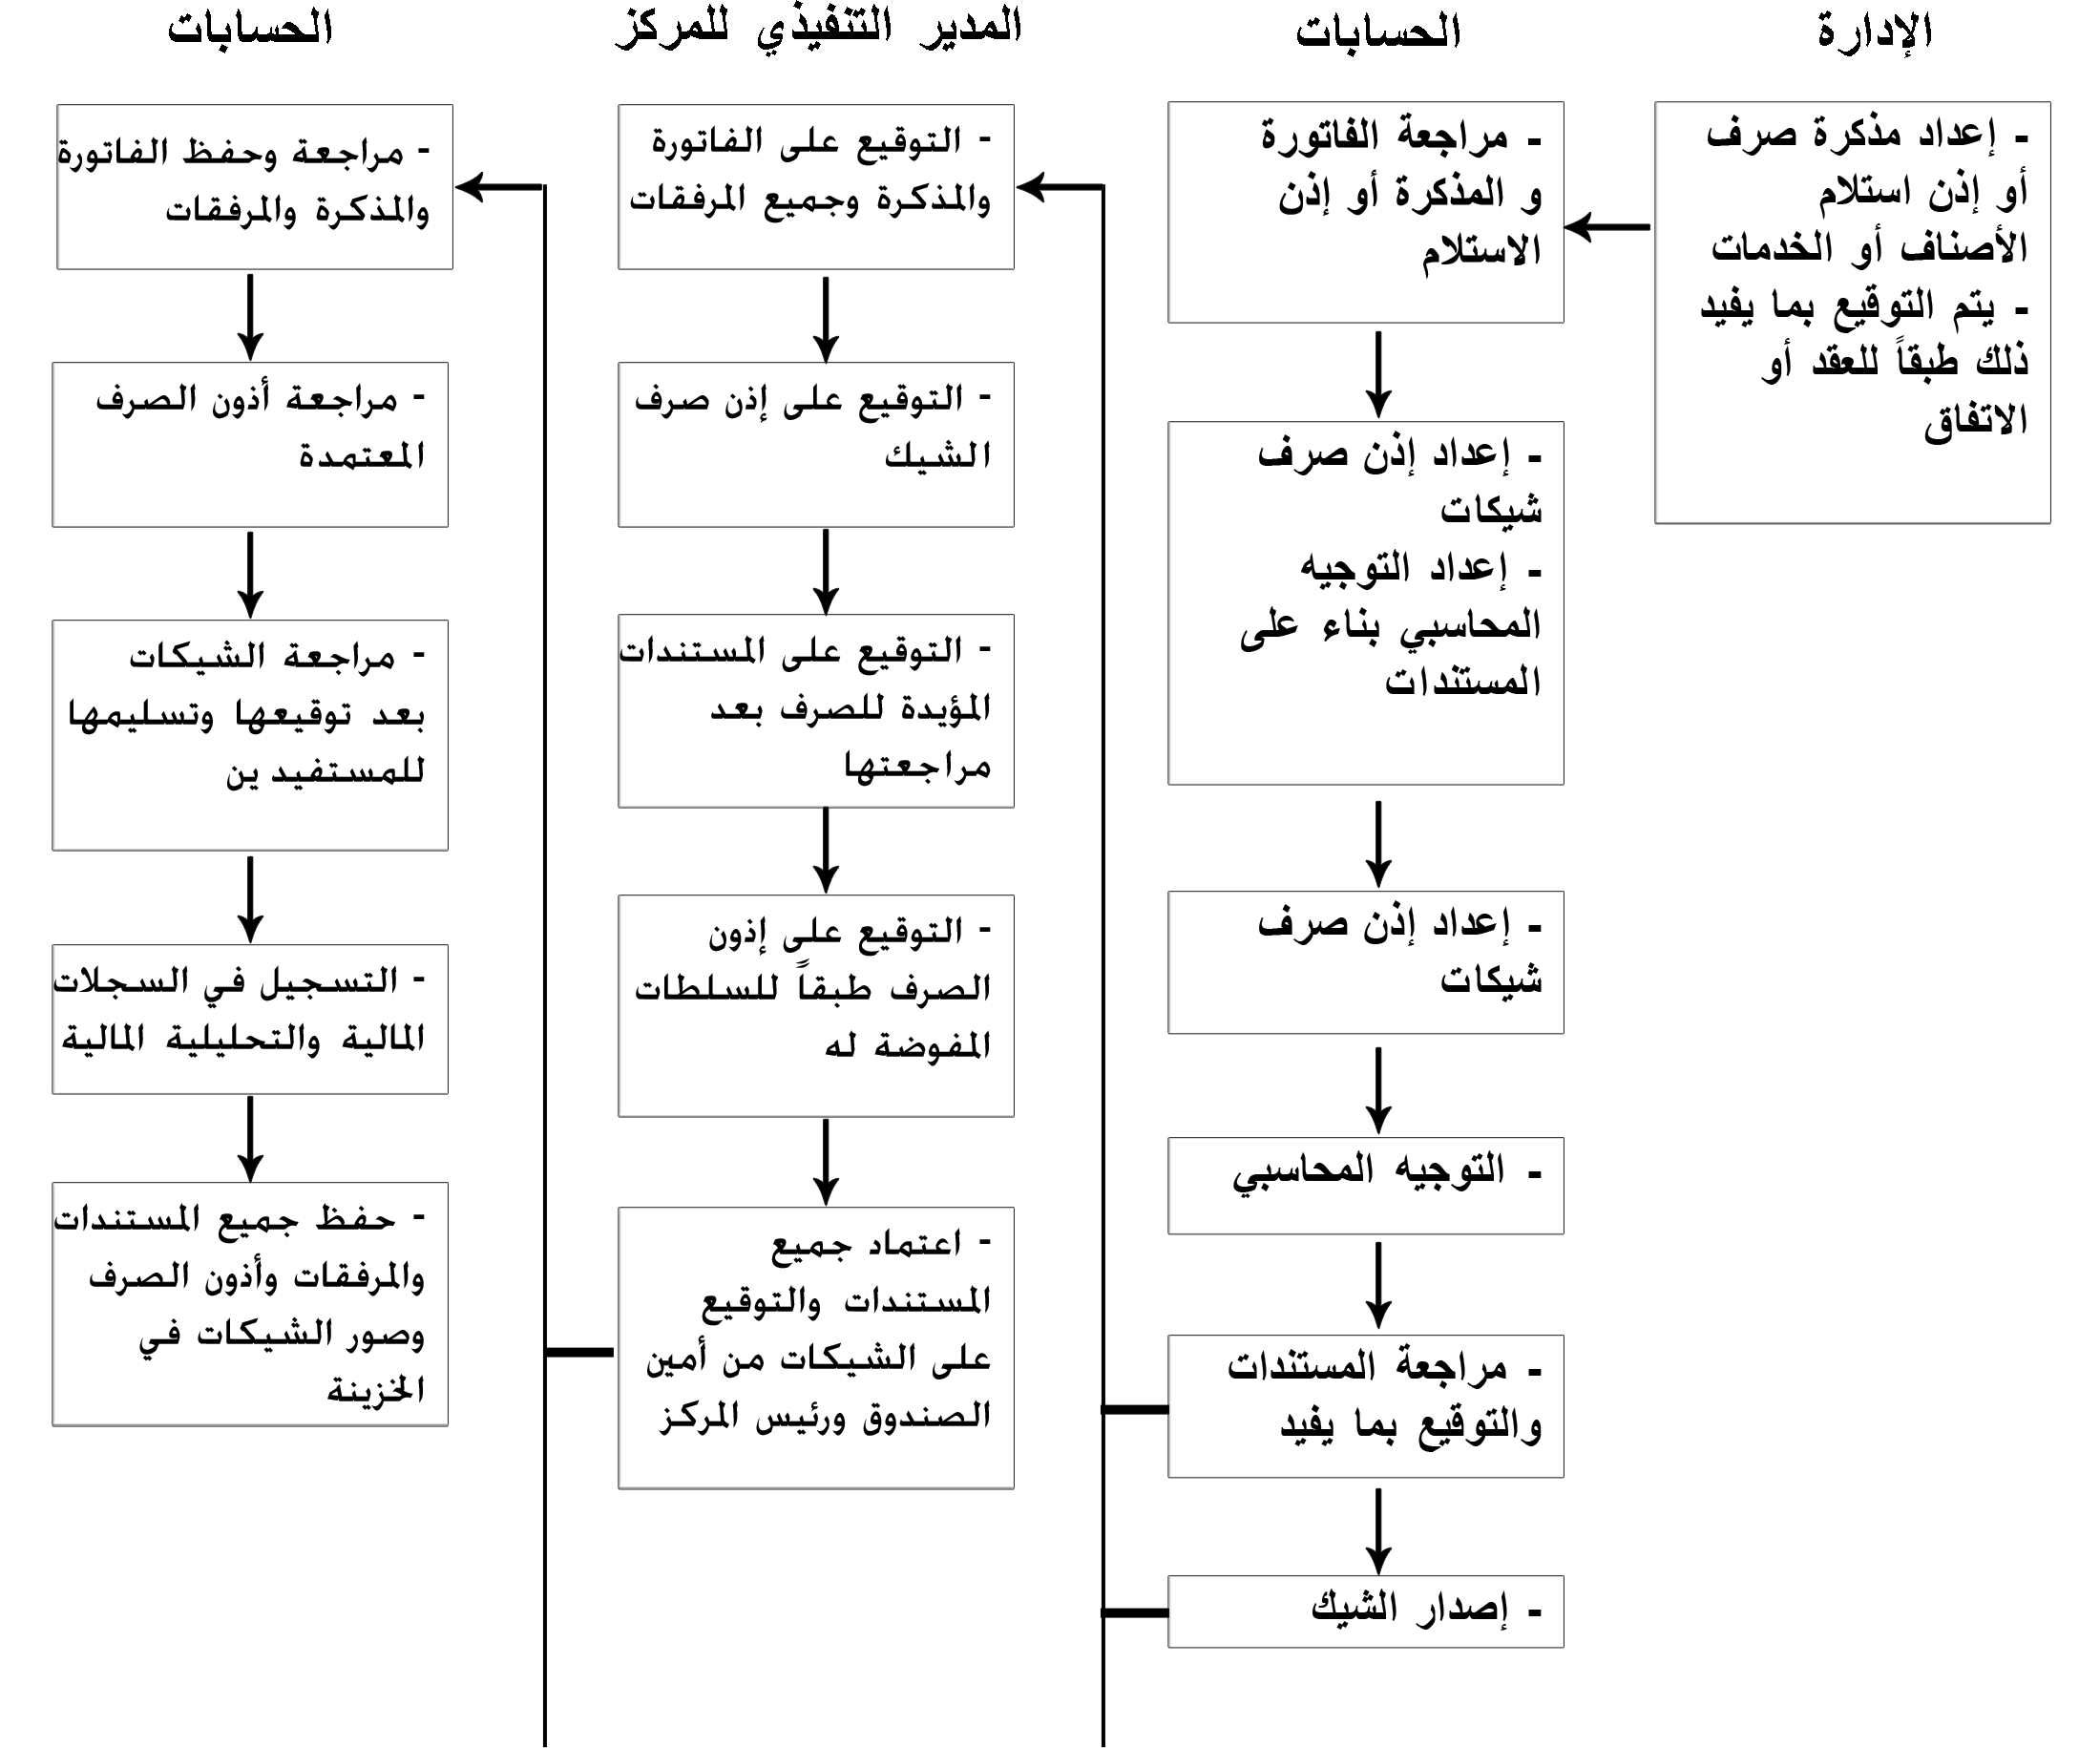 الإدارة
- إعداد مذكرة صرف
أو إذن استلام
الأصناف أو الخدمات
- يتم التوقيع بما يفيد
ذلك طبقاً للعقد أو
الاتفاق
الحسابات
- مراجعة الفاتورة
و المذكرة أو إذن
الاستلام
- إعداد إذن صرف
شيكات
- إعداد التوجيه
المحاسبي بناء على
المستندات
- إعداد إذن صرف
شيكات
- التوجيه المحاسبي
- مراجعة المستندات
والتوقيع بما يفيد
- إصدار الشيك
المدير التنفيذي للمركز
- التوقيع على الفاتورة
والمذكرة وجميع المرفقات
- التوقيع على إذن صرف
الشيك
- التوقيع على المستندات
المؤيدة للصرف بعد
مراجعتها
- التوقيع على إذون
الصرف طبقاً للسلطات
المفوضة له
- اعتماد جميع
المستندات والتوقيع
على الشيكات من أمين
الصندوق ورئيس المركز
الحسابات
- مراجعة وحفظ الفاتورة
والمذكرة والمرفقات
- مراجعة أذون الصرف
المعتمدة
- مراجعة الشيكات
بعد توقيعها وتسليمها
للمستفيدين
- التسجيل في السجلات
المالية والتحليلية المالية
- حفظ جميع المستندات
والمرفقات وأذون الصرف
وصور الشيكات في
الخزينة